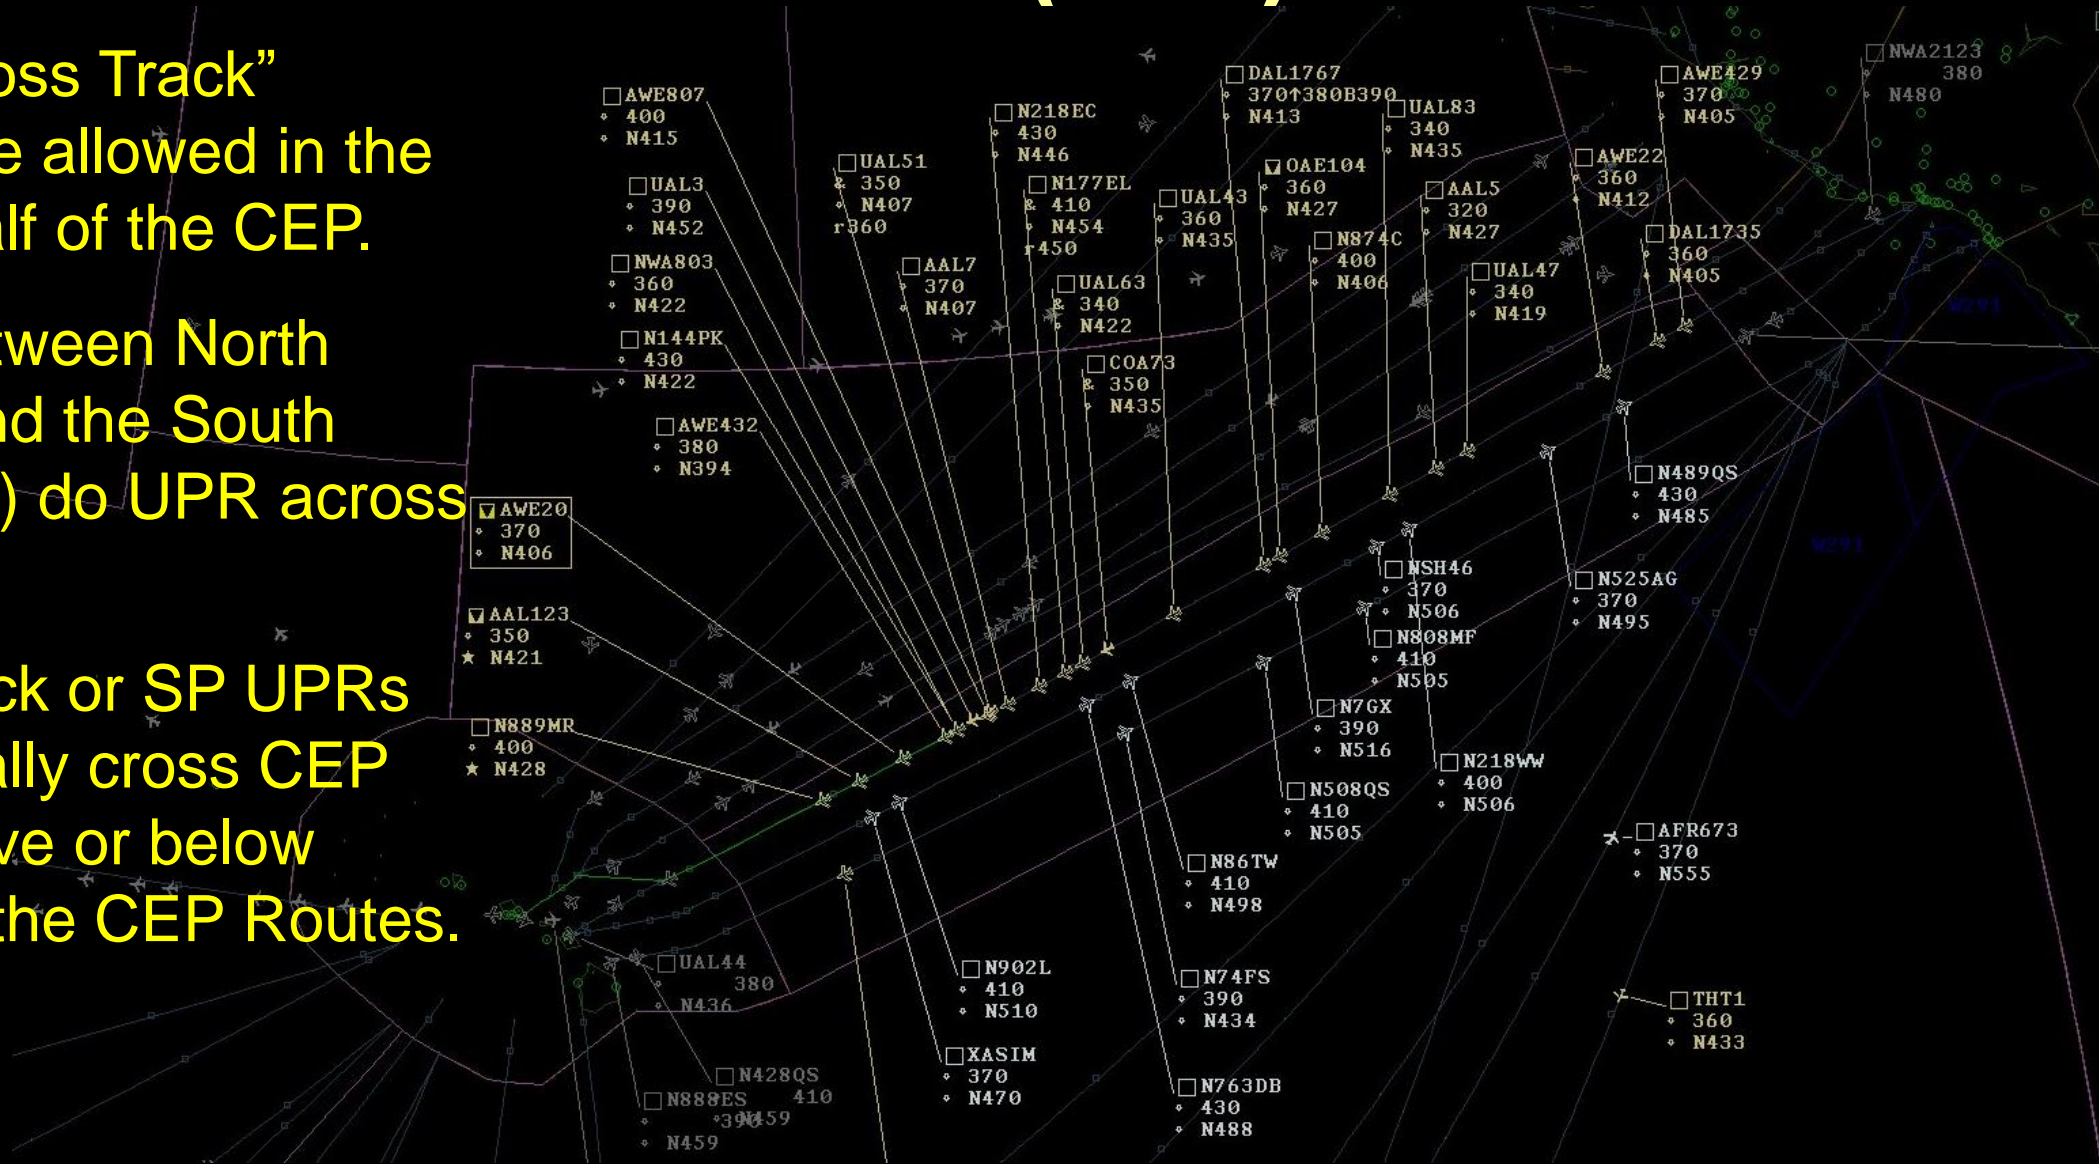 oss Track”
e allowed in the
alf of the CEP.
tween North
nd the South
) do UPR across
ck or SP UPRs
ally cross CEP
ve or below
the CEP Routes.
AWE807
400
N415
UAL3
390
N452
NWA803
360
N422
N144PK
430
N422
AWE432
380
N394
AWE20
370
N406
AAL123
350
N421
N889MR
400
N428
UAL51
& 350
N407
r360
AAL7
370
N407
N218EC
430
N446
N177EL
& 410
N454
r450
UAL63
& 340
N422
COA73
& 350
N435
UAL43
360
N435
DAL1767
370↑380B390
N413
OAE104
360
N427
N874C
400
N406
UAL83
340
N435
AAL5
320
N427
UAL47
340
N419
AWE22
360
N412
AWE429
370
N405
DAL1735
360
N405
NWA2123
380
N480
W291
W291
N489QS
430
N485
N525AG
370
N495
NSH46
370
N506
N808MF
410
N505
N7GX
390
N516
N218WW
400
N506
N508QS
410
N505
AFR673
370
N555
N86TW
410
N498
N74FS
390
N434
THT1
360
N433
N902L
410
N510
XASIM
370
N470
N763DB
430
N488
UAL44
380
N436
N428QS
410
N459
N888ES
390
N459